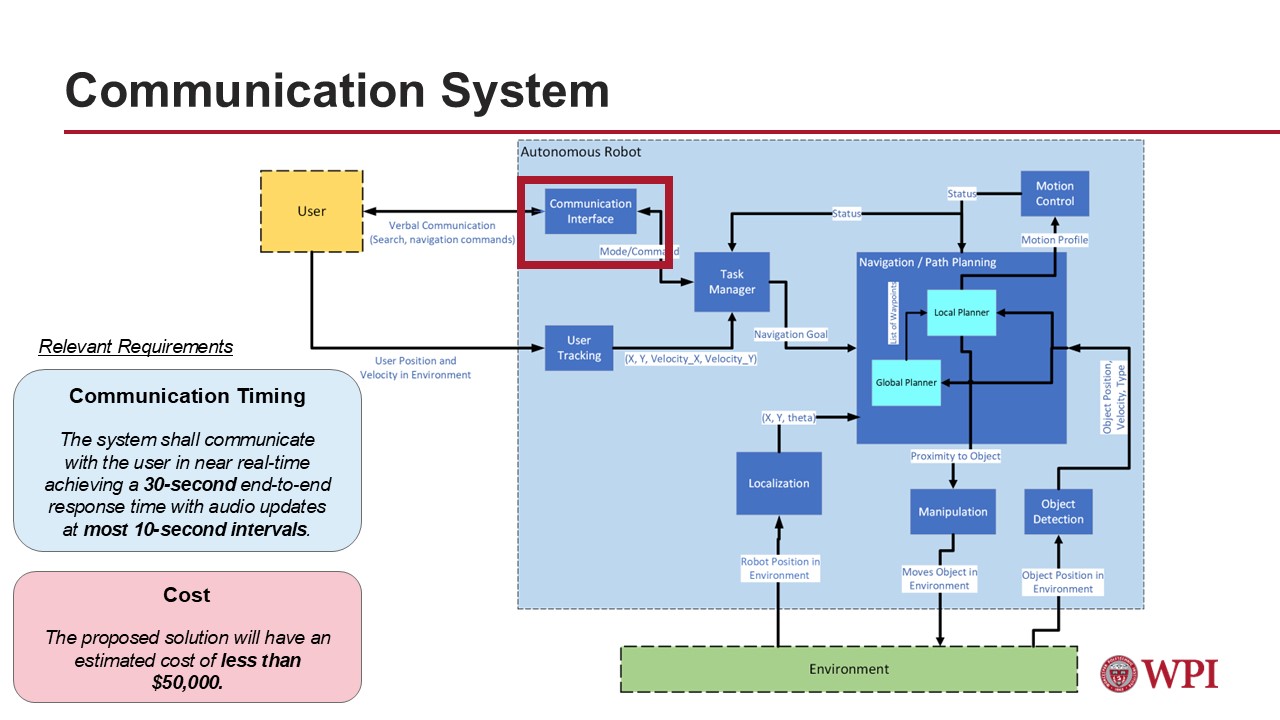 Communication System
Autonomous Robot
User
Communication
Interface
Verbal Communication
(Search, navigation commands)
Mode/Command
Task
Manager
Status
Status
Motion
Control
Motion Profile
Navigation / Path Planning
List of Waypoints
Local Planner
Global Planner
Navigation Goal
User
Tracking
(X, Y, Velocity_X, Velocity_Y)
User Position and
Velocity in Environment
Object Position,
Velocity, Type
(X, Y, theta)
Localization
Proximity to Object
Manipulation
Object
Detection
Robot Position in
Environment
Moves Object in
Environment
Object Position in
Environment
Environment
Relevant Requirements
Communication Timing
The system shall communicate
with the user in near real-time
achieving a 30-second end-to-end
response time with audio updates
at most 10-second intervals.
Cost
The proposed solution will have an
estimated cost of less than
$50,000.
WPI